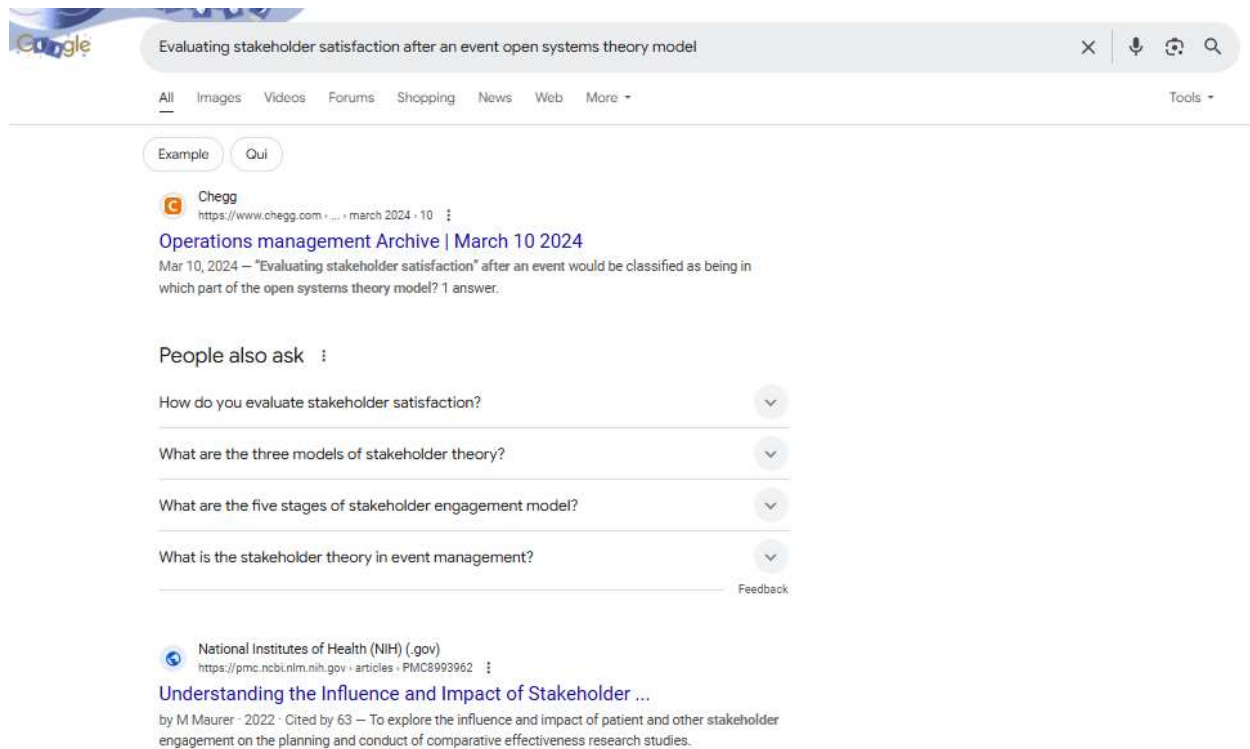 Google
Evaluating stakeholder satisfaction after an event open systems theory model
All Images Videos Forums Shopping News Web More Tools
Example Qui
Chegg
https://www.chegg.com › ... › march 2024 › 10
Operations management Archive | March 10 2024
Mar 10, 2024 — "Evaluating stakeholder satisfaction" after an event would be classified as being in
which part of the open systems theory model? 1 answer.
People also ask
How do you evaluate stakeholder satisfaction?
What are the three models of stakeholder theory?
What are the five stages of stakeholder engagement model?
What is the stakeholder theory in event management?
Feedback
National Institutes of Health (NIH) (.gov)
https://pmc.ncbi.nlm.nih.gov › articles › PMC8993962
Understanding the Influence and Impact of Stakeholder ...
by M Maurer · 2022 · Cited by 63 — To explore the influence and impact of patient and other stakeholder
engagement on the planning and conduct of comparative effectiveness research studies.